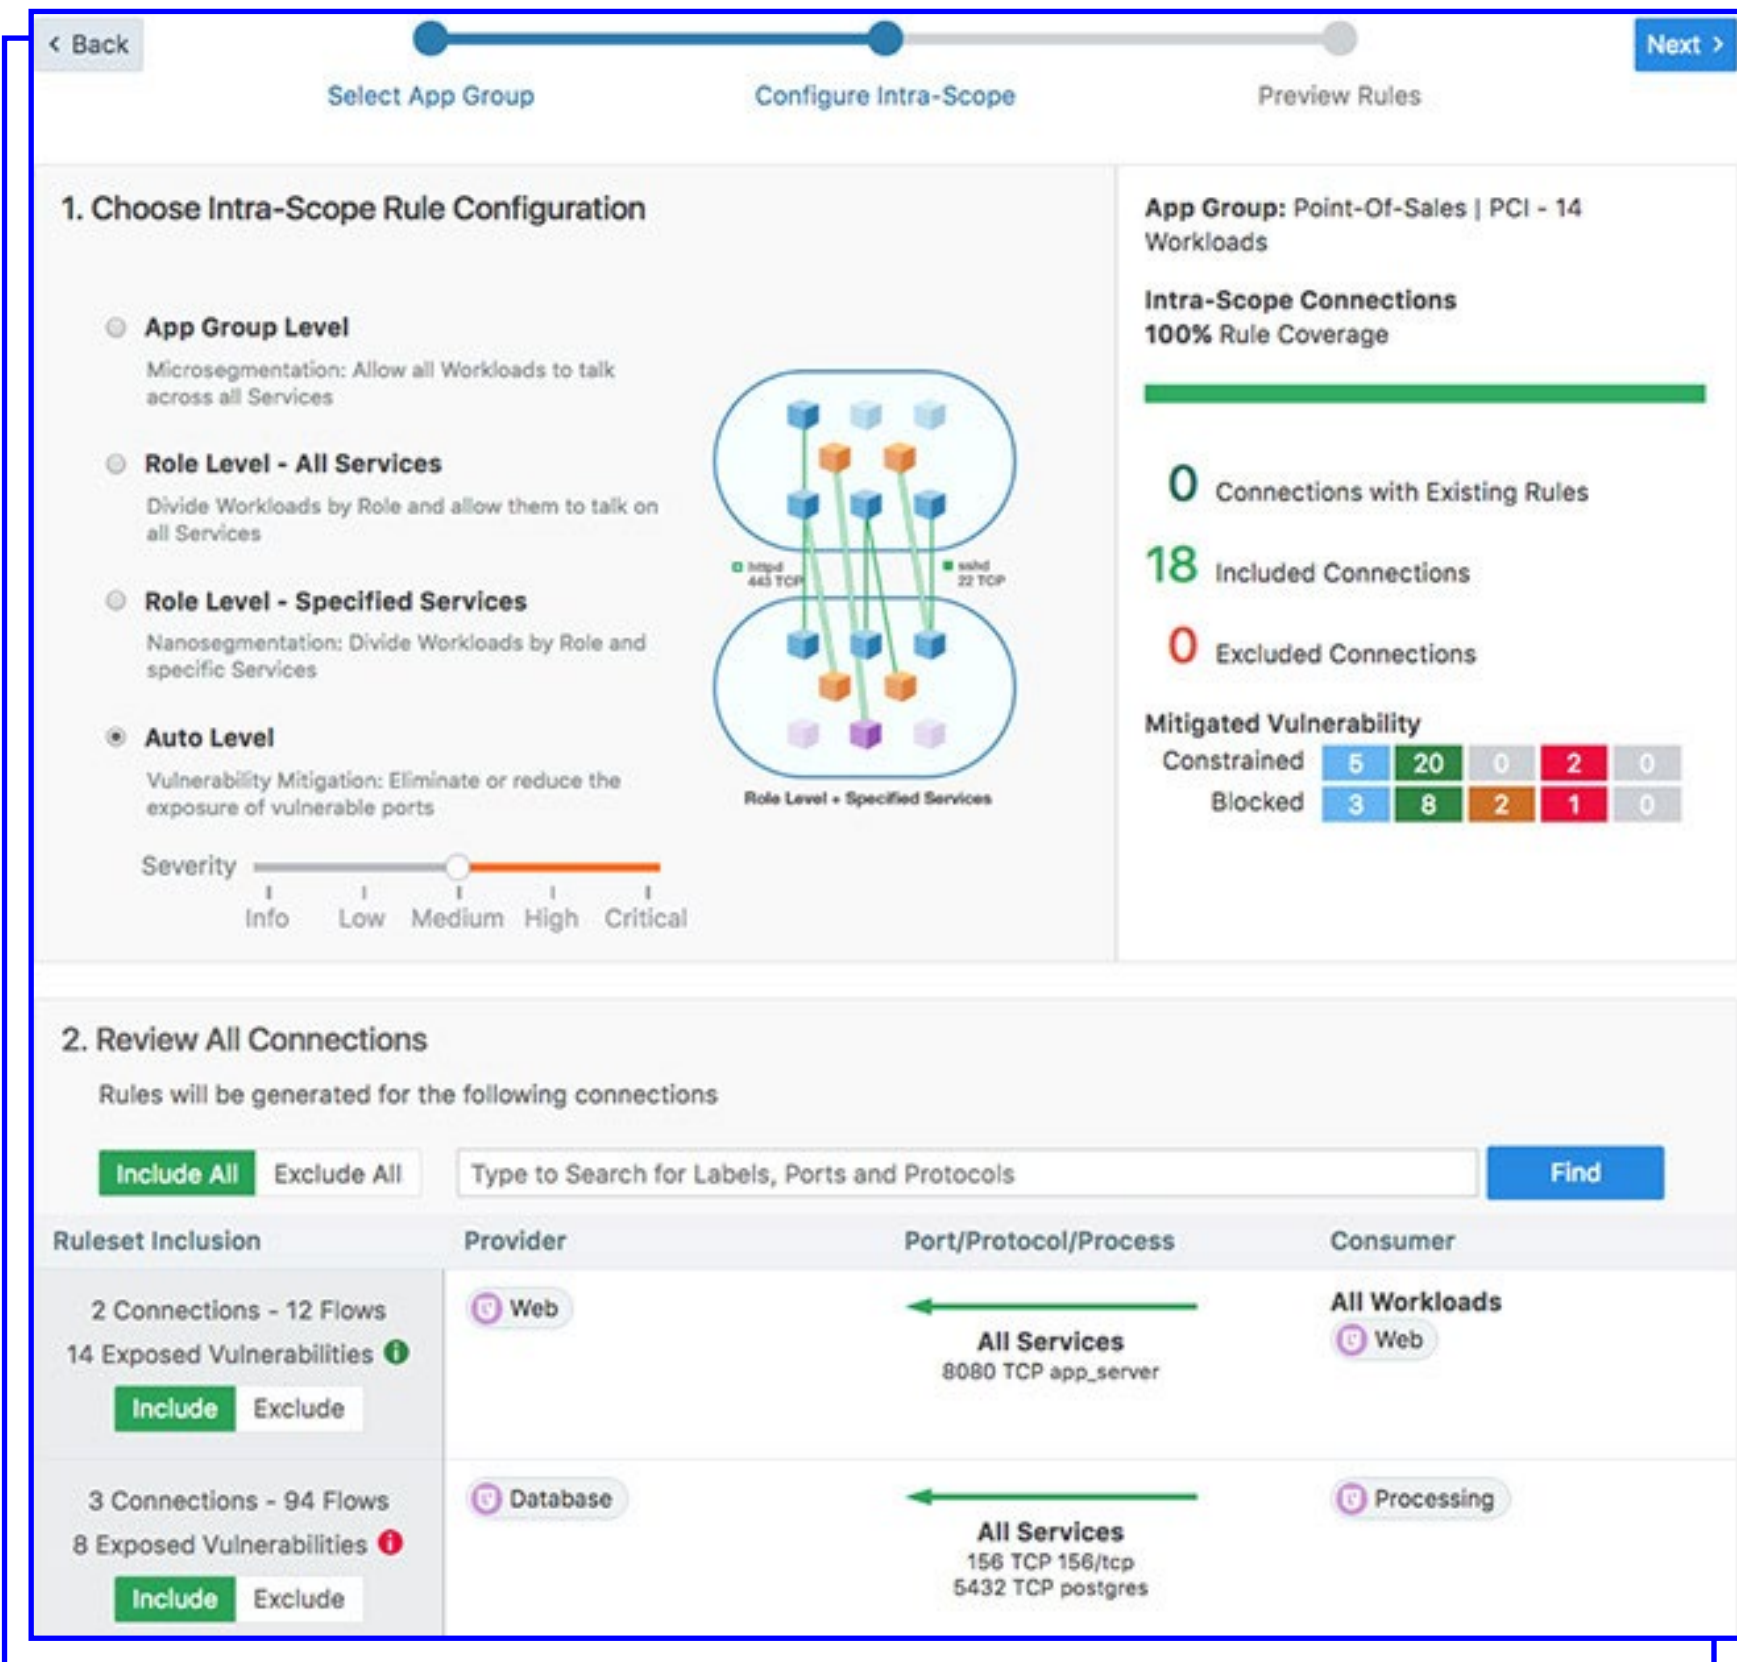 < Back
Next >
Select App Group
Configure Intra-Scope
Preview Rules
1. Choose Intra-Scope Rule Configuration
App Group Level
Microsegmentation: Allow all Workloads to talk
across all Services
Role Level - All Services
Divide Workloads by Role and allow them to talk on
all Services
Role Level - Specified Services
Nanosegmentation: Divide Workloads by Role and
specific Services
Auto Level
Vulnerability Mitigation: Eliminate or reduce the
exposure of vulnerable ports
Severity
Info Low Medium High Critical
httpd
443 TCP
sshd
22 TCP
Role Level + Specified Services
App Group: Point-Of-Sales | PCI - 14
Workloads
Intra-Scope Connections
100% Rule Coverage
0 Connections with Existing Rules
18 Included Connections
0 Excluded Connections
Mitigated Vulnerability
Constrained 5 20 0 2 0
Blocked 3 8 2 1 0
2. Review All Connections
Rules will be generated for the following connections
Include All Exclude All Type to Search for Labels, Ports and Protocols Find
Ruleset Inclusion Provider Port/Protocol/Process Consumer
2 Connections - 12 Flows
14 Exposed Vulnerabilities
Include Exclude
Web
All Services
8080 TCP app_server
All Workloads
Web
3 Connections - 94 Flows
8 Exposed Vulnerabilities
Include Exclude
Database
All Services
156 TCP 156/tcp
5432 TCP postgres
Processing